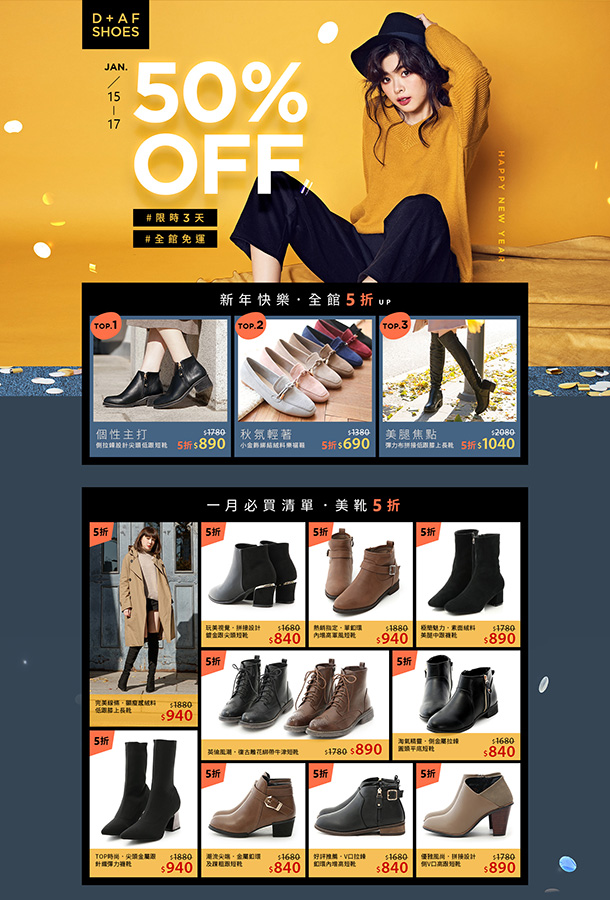 D+AF
SHOES
JAN.
15
17
50%
OFF
#限時3天
#全館免運
HAPPY NEW YEAR
新年快樂·全館5折UP
TOP.1
個性主打
側拉鍊設計尖頭低跟短靴
$1780
5折$890
TOP.2
秋氛輕著
小金飾綁結絨料樂福鞋
$1380
5折$690
TOP.3
美腿焦點
彈力布拼接低跟膝上長靴
$2080
5折$1040
一月必買清單·美靴5折
5折
完美線條·顯瘦感絨料
低跟膝上長靴
$1880
$940
5折
玩美視覺·拼接設計
鍍金跟尖頭短靴
$1680
$840
5折
熱銷指定·單釦環
內增高軍風短靴
$1880
$940
5折
極簡魅力·素面絨料
美腿中跟襪靴
$1780
$890
5折
英倫風潮·復古雕花綁帶牛津短靴
$1780
$890
5折
淘氣精靈·側金屬拉鍊
圓頭平底短靴
$1680
$840
5折
TOP時尚·尖頭金屬跟
針織彈力襪靴
$1880
$940
5折
潮流尖端·金屬釦環
及踝粗跟短靴
$1680
$840
5折
好評推薦·V口拉鍊
釦環內增高短靴
$1680
$840
5折
優雅風尚·拼接設計
側V口高跟短靴
$1780
$890